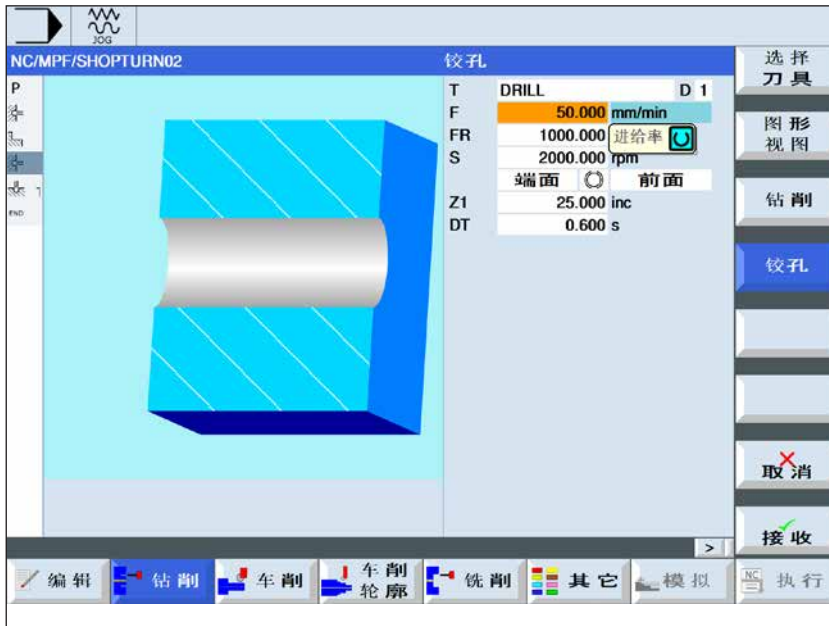 JOG
NC/MPF/SHOPTURN02
铰孔
选择
刀具
P
T DRILL D 1
F 50.000 mm/min
FR 1000.000 进给率
S 2000.000 rpm
端面 前面
Z1 25.000 inc
DT 0.600 s
END
图形
视图
钻削
铰孔
取消
接收
>
编辑
钻削
车削
车削
轮廓
铣削
其它
模拟
NC
执行